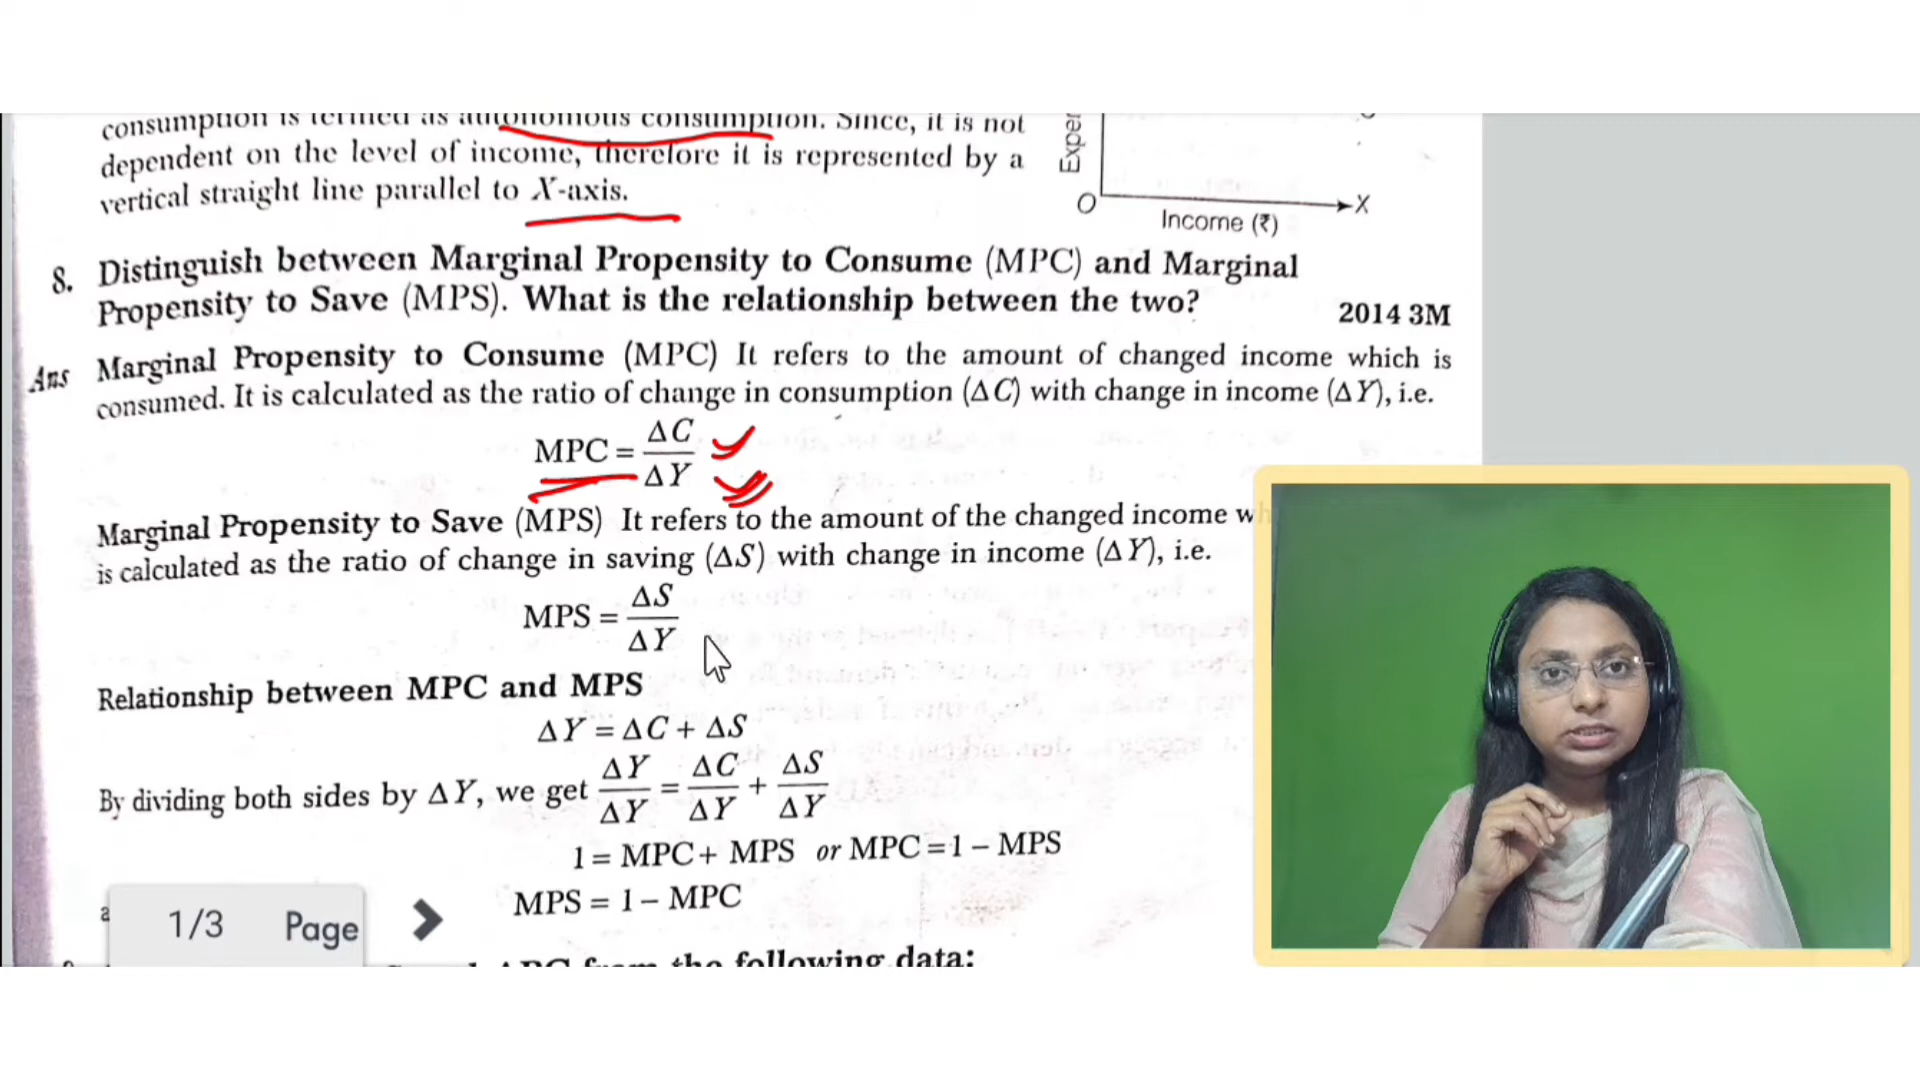 consumption is termed as autonomous consumption. Since, it is not
dependent on the level of income, therefore it is represented by a
vertical straight line parallel to X-axis.
Exper
O
X
Income (₹)
8. Distinguish between Marginal Propensity to Consume (MPC) and Marginal
Propensity to Save (MPS). What is the relationship between the two?
2014 3M
Ans Marginal Propensity to Consume (MPC) It refers to the amount of changed income which is
consumed. It is calculated as the ratio of change in consumption (ΔC) with change in income (ΔY), i.e.
MPC = ΔC / ΔY
Marginal Propensity to Save (MPS) It refers to the amount of the changed income
is calculated as the ratio of change in saving (ΔS) with change in income (ΔY), i.e.
MPS = ΔS / ΔY
Relationship between MPC and MPS
ΔY = ΔC + ΔS
By dividing both sides by ΔY, we get ΔY / ΔY = ΔC / ΔY + ΔS / ΔY
1 = MPC + MPS or MPC = 1 – MPS
MPS = 1 – MPC
1/3 Page
from the following data: